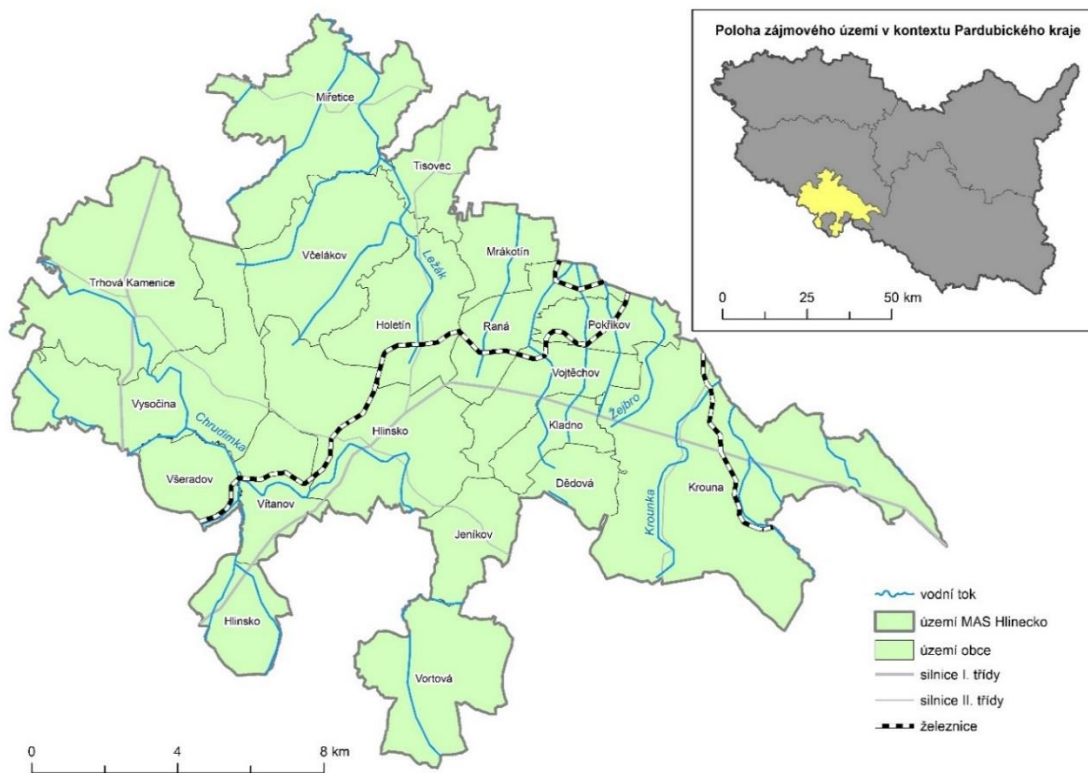 Poloha zájmového území v kontextu Pardubického kraje
0 25 50 km
Miřetice
Tisovec
Včelákov
Ležák
Mrákotín
Trhová Kamenice
Holetín
Raná
Pokřikov
Vojtěchov
Vysočina
Chrudimka
Hlinsko
Kladno
Žejbro
Všeradov
Vítanov
Dědová
Krounka
Krouna
Jeníkov
Hlinsko
Vortová
vodní tok
území MAS Hlinecko
území obce
silnice I. třídy
silnice II. třídy
železnice
0 4 8 km